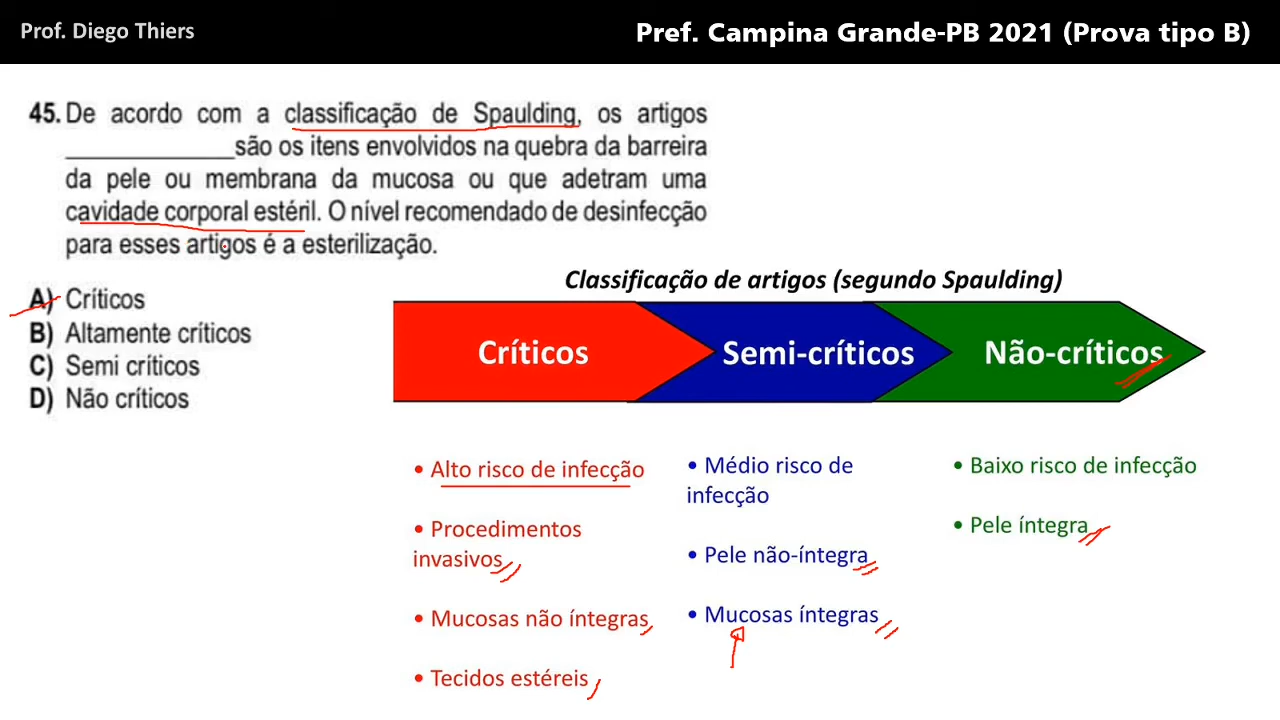 Prof. Diego Thiers
Pref. Campina Grande-PB 2021 (Prova tipo B)
45. De acordo com a classificação de Spaulding, os artigos
_____________são os itens envolvidos na quebra da barreira
da pele ou membrana da mucosa ou que adetram uma
cavidade corporal estéril. O nível recomendado de desinfecção
para esses artigos é a esterilização.
A) Críticos
B) Altamente críticos
C) Semi críticos
D) Não críticos
Classificação de artigos (segundo Spaulding)
Críticos
Semi-críticos
Não-críticos
• Alto risco de infecção
• Procedimentos
invasivos
• Mucosas não íntegras
• Tecidos estéreis
• Médio risco de
infecção
• Pele não-íntegra
• Mucosas íntegras
• Baixo risco de infecção
• Pele íntegra